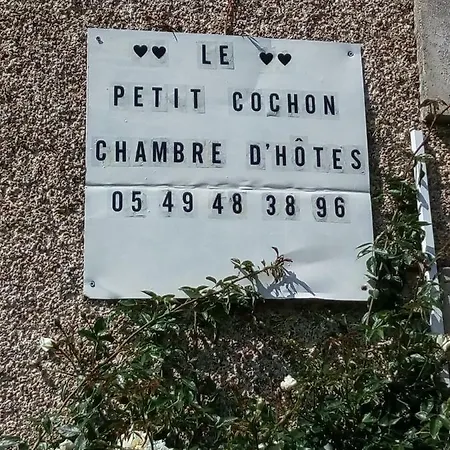 ♥♥ LE ♥♥
PETIT COCHON
CHAMBRE D'HÔTES
05 49 48 38 96